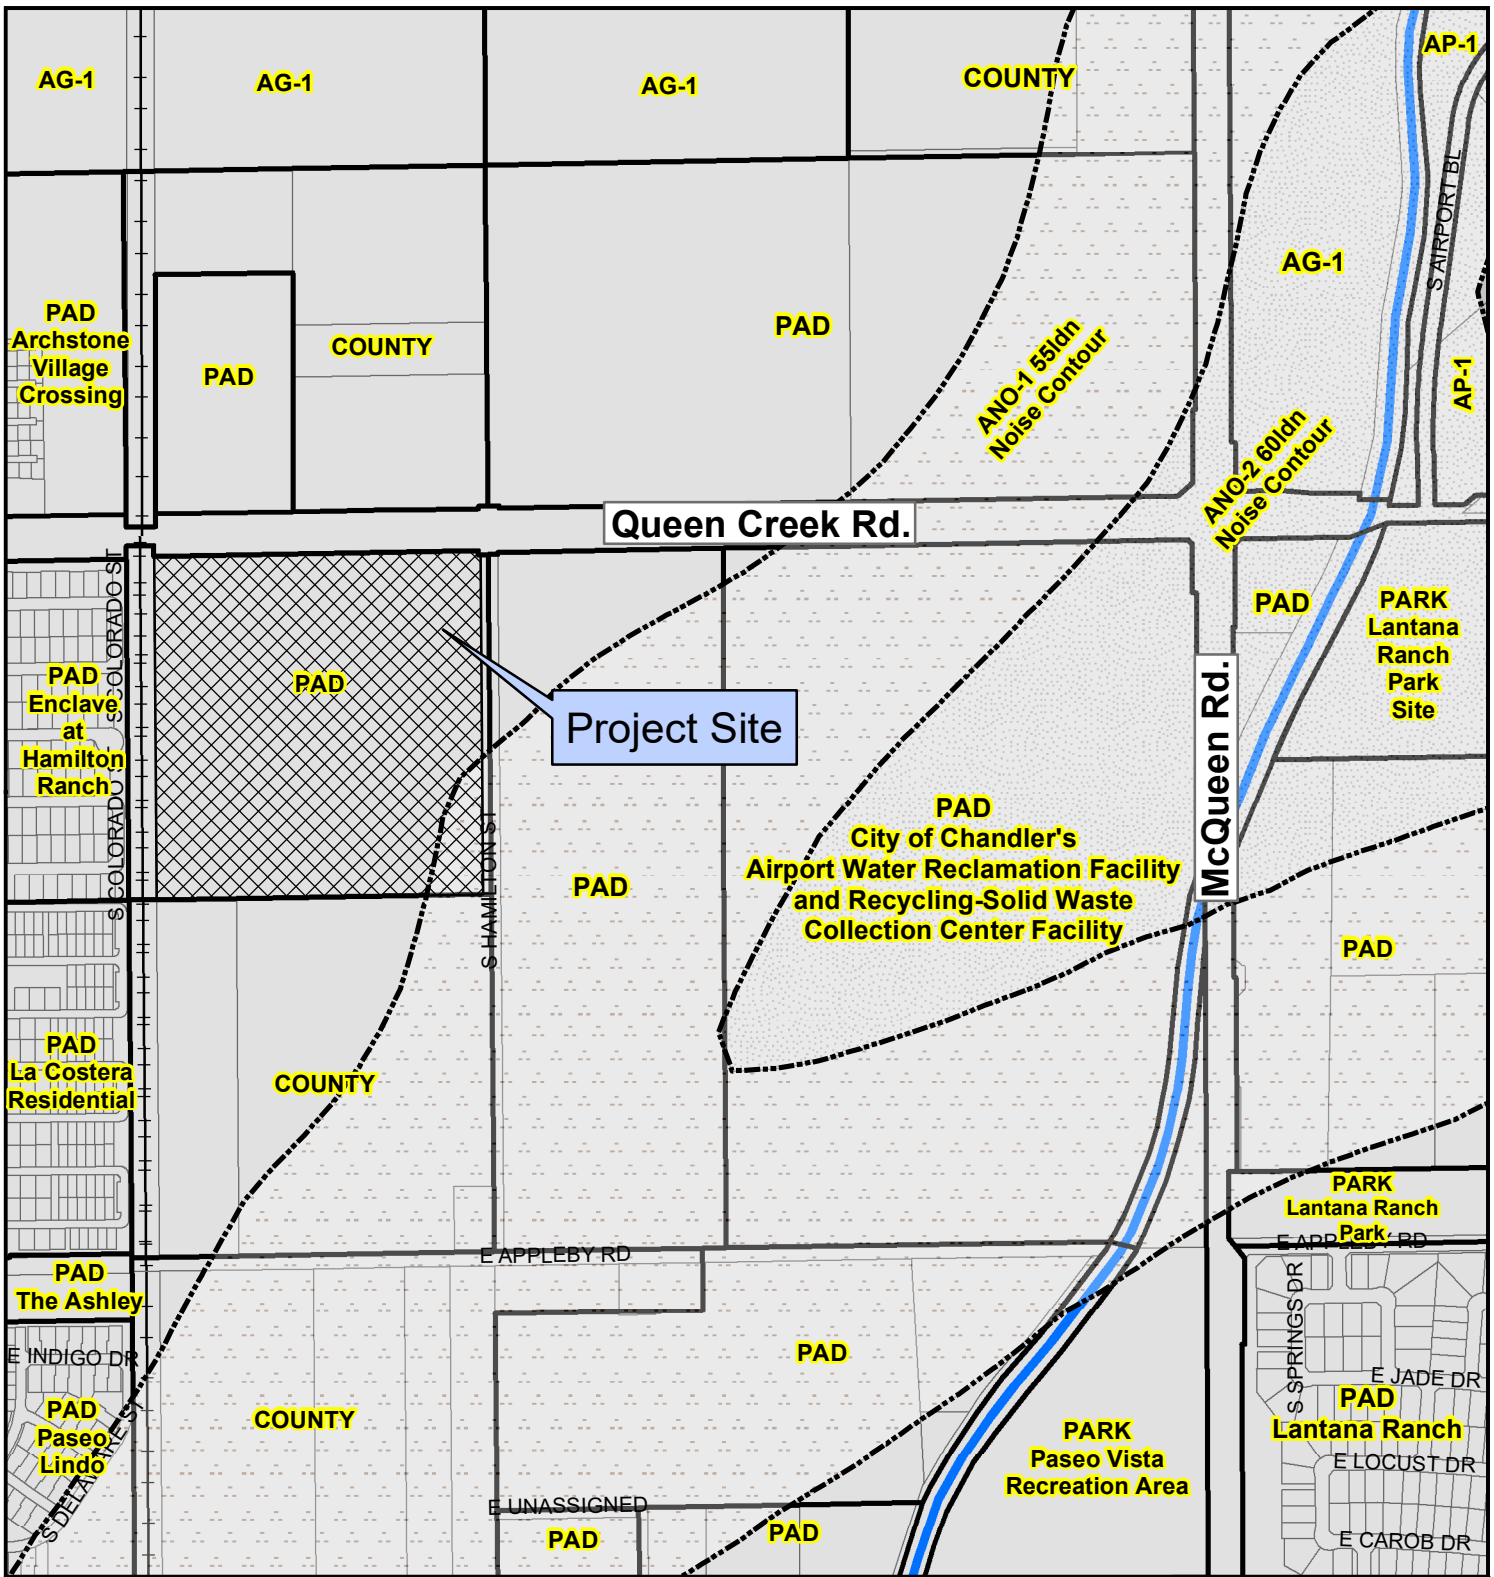 AG-1
AG-1
AG-1
COUNTY
AP-1
S AIRPORT BL
AG-1
PAD
Archstone
Village
Crossing
PAD
COUNTY
PAD
ANO-1 55ldn
Noise Contour
AP-1
ANO-2 60ldn
Noise Contour
Queen Creek Rd.
S COLORADO ST
PAD
Enclave
at
Hamilton
Ranch
PAD
Project Site
McQueen Rd.
PAD
PARK
Lantana
Ranch
Park
Site
S COLORADO ST
S HAMILTON ST
PAD
PAD
City of Chandler's
Airport Water Reclamation Facility
and Recycling-Solid Waste
Collection Center Facility
PAD
PAD
La Costera
Residential
COUNTY
PARK
Lantana Ranch
Park
E APPLEBY RD
E APPLEBY RD
PAD
The Ashley
S SPRINGS DR
E INDIGO DR
PAD
E JADE DR
PAD
Lantana Ranch
PAD
Paseo
Lindo
S DELAWARE ST
COUNTY
PARK
Paseo Vista
Recreation Area
E LOCUST DR
E UNASSIGNED
PAD
PAD
E CAROB DR